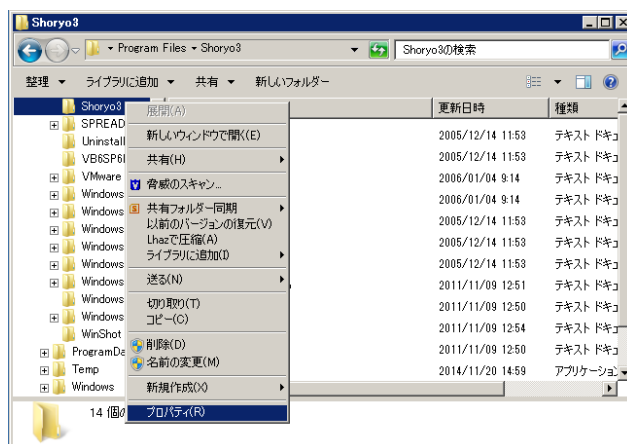 Shoryo3
Program Files
Shoryo3
Shoryo3の検索
整理
ライブラリに追加
共有
新しいフォルダー
Shoryo3
SPREAD
Uninstall
VB6SP6
VMware
Windows
Windows
Windows
Windows
Windows
Windows
Windows
WinShot
ProgramDa
Temp
Windows
展開(A)
新しいウィンドウで開く(E)
共有(H)
脅威のスキャン...
共有フォルダー同期
以前のバージョンの復元(V)
Lhazで圧縮(A)
ライブラリに追加(I)
送る(N)
切り取り(T)
コピー(C)
削除(D)
名前の変更(M)
新規作成(X)
プロパティ(R)
更新日時
種類
2005/12/14 11:53 テキスト ドキュ
2005/12/14 11:53 テキスト ドキュ
2006/01/04 9:14 テキスト ドキュ
2006/01/04 9:14 テキスト ドキュ
2005/12/14 11:53 テキスト ドキュ
2005/12/14 11:53 テキスト ドキュ
2005/12/14 11:53 テキスト ドキュ
2011/11/09 12:51 テキスト ドキュ
2011/11/09 12:50 テキスト ドキュ
2011/11/09 12:54 テキスト ドキュ
2011/11/09 12:50 テキスト ドキュ
2014/11/20 14:59 アプリケーション
14 個の